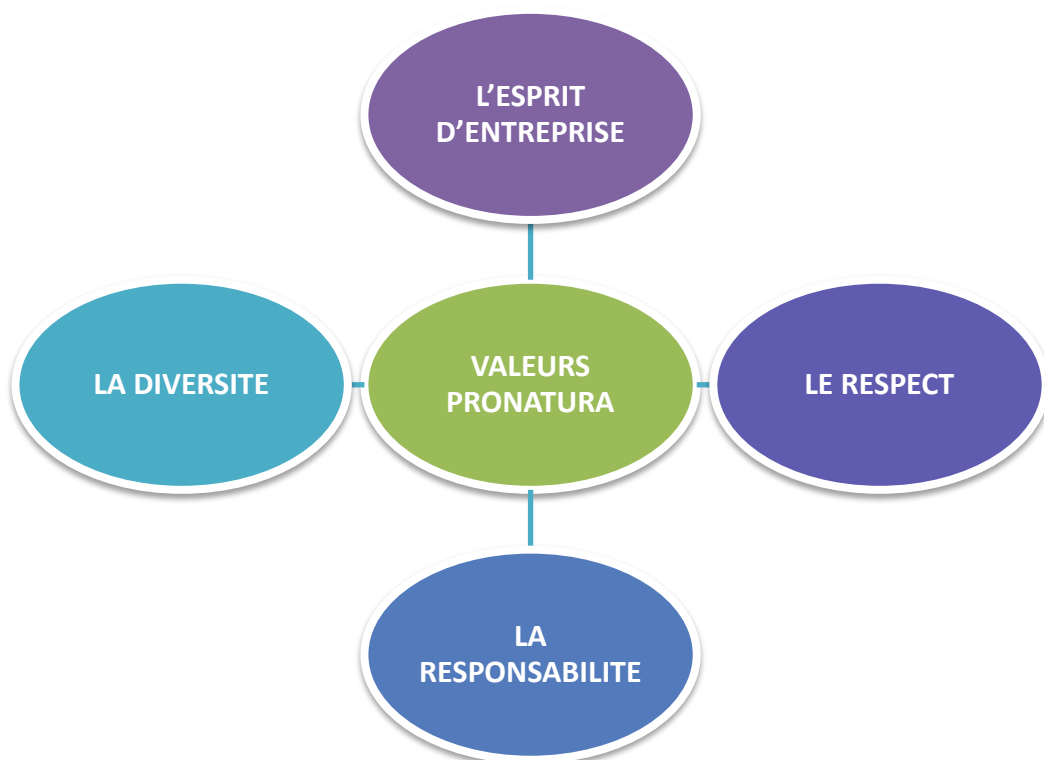 L’ESPRIT
D’ENTREPRISE
LA DIVERSITE
VALEURS
PRONATURA
LE RESPECT
LA
RESPONSABILITE